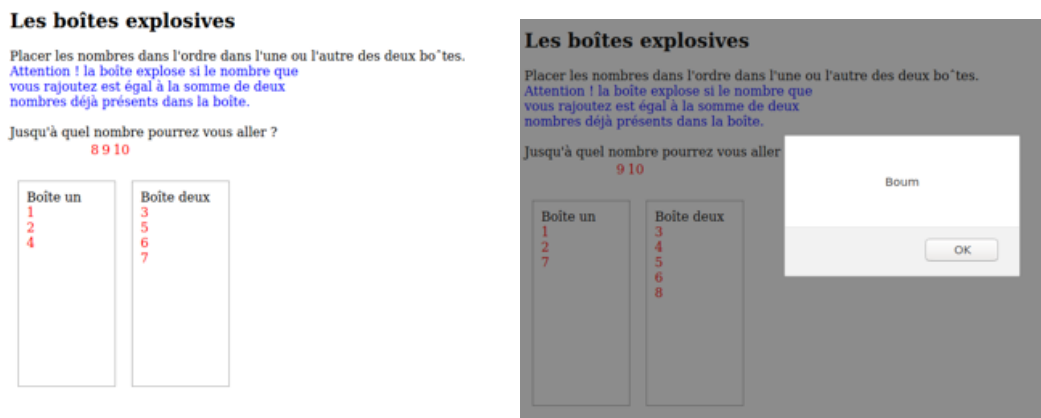 Les boîtes explosives
Placer les nombres dans l'ordre dans l'une ou l'autre des deux boˆtes.
Attention ! la boîte explose si le nombre que
vous rajoutez est égal à la somme de deux
nombres déjà présents dans la boîte.
Jusqu'à quel nombre pourrez vous aller ?
8 9 10
Boîte un
1
2
4
Boîte deux
3
5
6
7
Les boîtes explosives
Placer les nombres dans l'ordre dans l'une ou l'autre des deux boˆtes.
Attention ! la boîte explose si le nombre que
vous rajoutez est égal à la somme de deux
nombres déjà présents dans la boîte.
Jusqu'à quel nombre pourrez vous aller
9 10
Boîte un
1
2
7
Boîte deux
3
4
5
6
8
Boum
OK